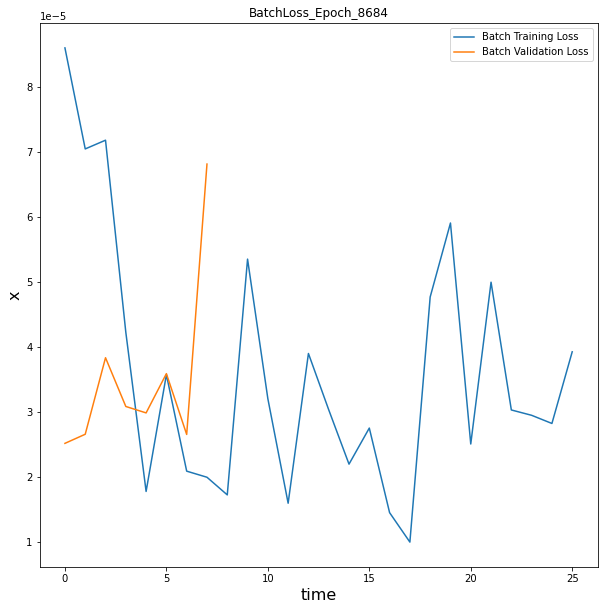 BatchLoss_Epoch_8684
1e−5
Batch Training Loss
Batch Validation Loss
8
7
6
5
4
3
2
1
x
0 5 10 15 20 25
time